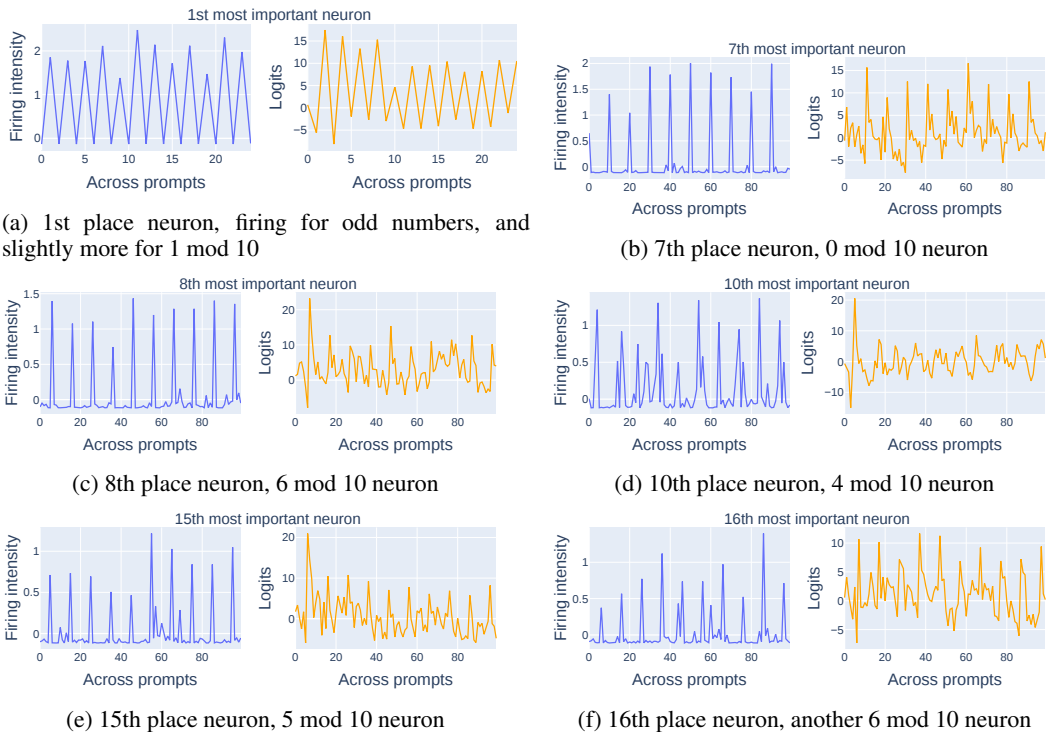 1st most important neuron
Firing intensity
2
1
0
0
5
10
15
20
Across prompts
Logits
15
10
5
0
−5
0
10
20
Across prompts
(a) 1st place neuron, firing for odd numbers, and
slightly more for 1 mod 10
7th most important neuron
Firing intensity
2
1.5
1
0.5
0
0
20
40
60
80
Across prompts
Logits
15
10
5
0
−5
0
20
40
60
80
Across prompts
(b) 7th place neuron, 0 mod 10 neuron
8th most important neuron
Firing intensity
1.5
1
0.5
0
0
20
40
60
80
Across prompts
Logits
20
10
0
0
20
40
60
80
Across prompts
(c) 8th place neuron, 6 mod 10 neuron
10th most important neuron
Firing intensity
1
0.5
0
0
20
40
60
80
Across prompts
Logits
20
10
0
−10
0
20
40
60
80
Across prompts
(d) 10th place neuron, 4 mod 10 neuron
15th most important neuron
Firing intensity
1
0.5
0
0
20
40
60
80
Across prompts
Logits
20
10
0
0
20
40
60
80
Across prompts
(e) 15th place neuron, 5 mod 10 neuron
16th most important neuron
Firing intensity
1
0.5
0
0
20
40
60
80
Across prompts
Logits
10
5
0
−5
0
20
40
60
80
Across prompts
(f) 16th place neuron, another 6 mod 10 neuron